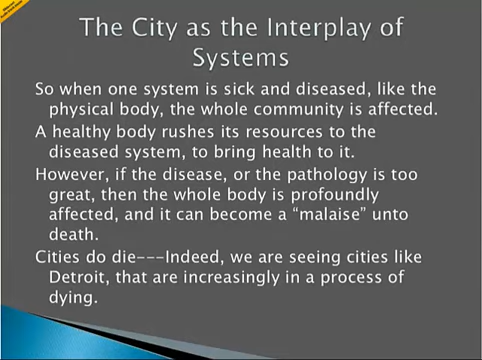 The City as the Interplay of
Systems
So when one system is sick and diseased, like the
physical body, the whole community is affected.
A healthy body rushes its resources to the
diseased system, to bring health to it.
However, if the disease, or the pathology is too
great, then the whole body is profoundly
affected, and it can become a “malaise” unto
death.
Cities do die---Indeed, we are seeing cities like
Detroit, that are increasingly in a process of
dying.